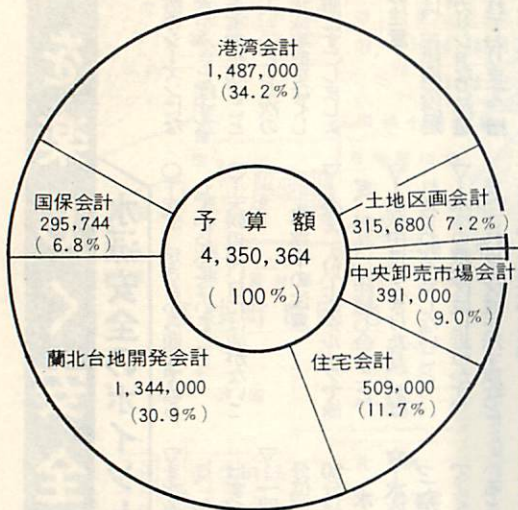 港湾会計
1,487,000
(34.2%)
国保会計
295,744
(6.8%)
土地区画会計
315,680(7.2%)
予算額
4,350,364
(100%)
中央卸売市場会計
391,000
(9.0%)
蘭北台地開発会計
1,344,000
(30.9%)
住宅会計
509,000
(11.7%)